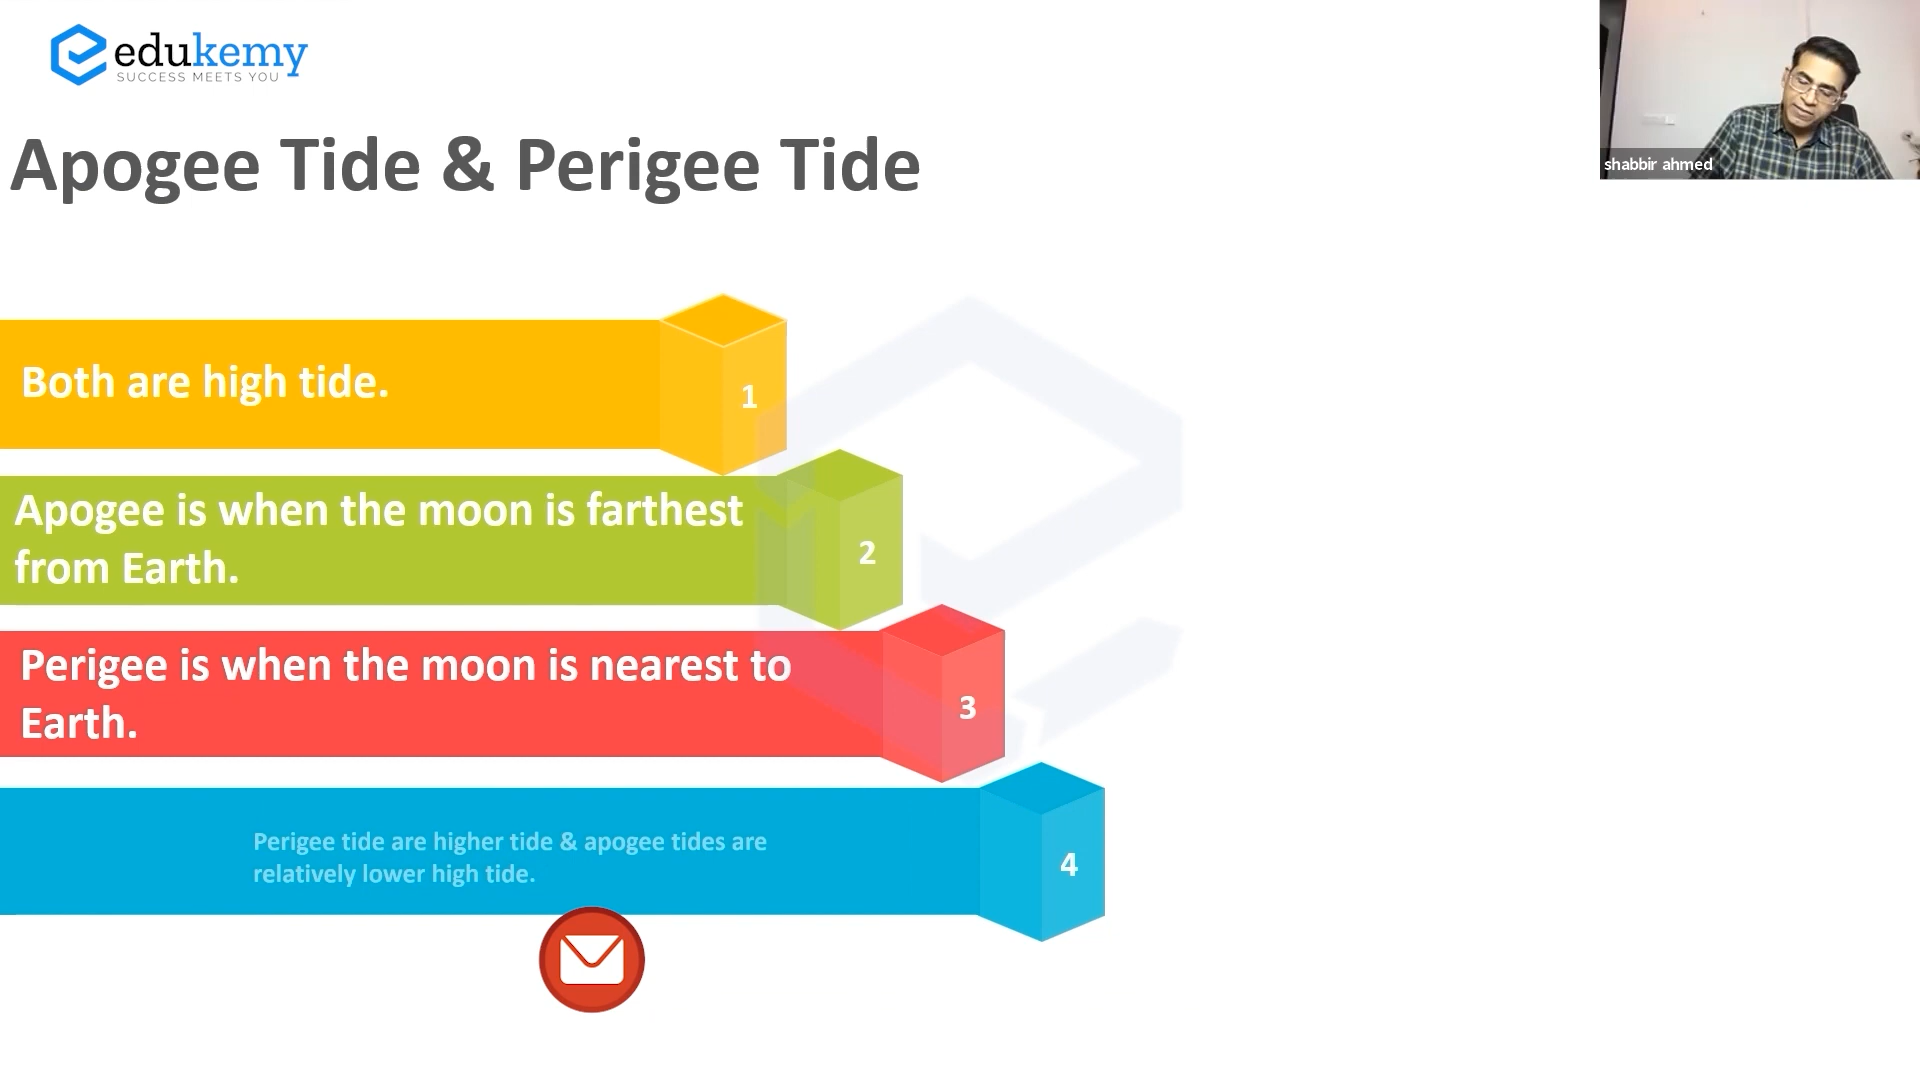 edukemy
SUCCESS MEETS YOU
shabbir ahmed
Apogee Tide & Perigee Tide
Both are high tide.
1
Apogee is when the moon is farthest
from Earth.
2
Perigee is when the moon is nearest to
Earth.
3
Perigee tide are higher tide & apogee tides are
relatively lower high tide.
4